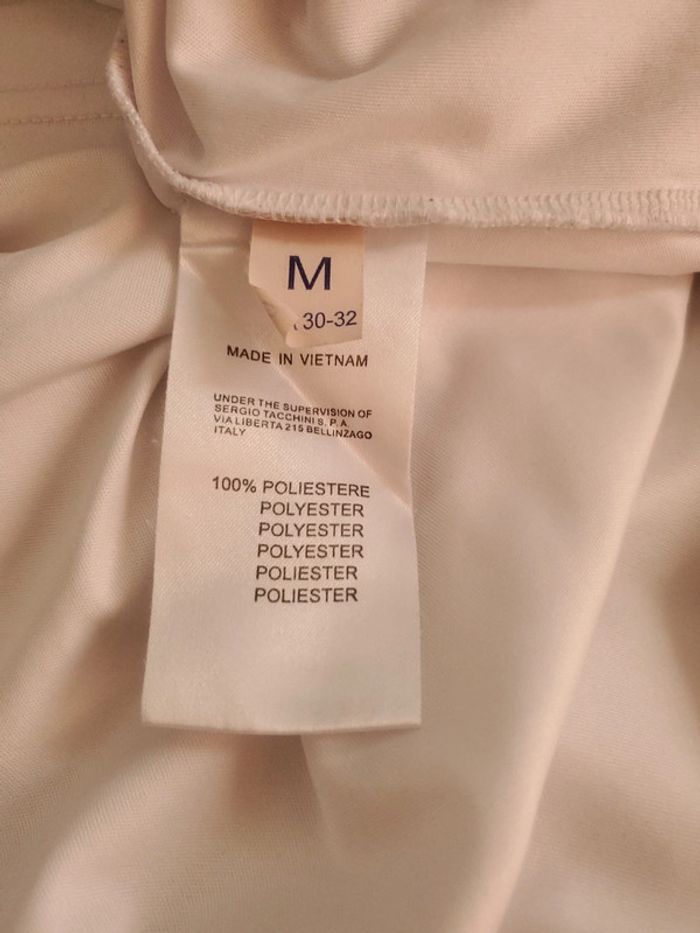 M
30-32
MADE IN VIETNAM
UNDER THE SUPERVISION OF
SERGIO TACCHINI S. P.A
VIA LIBERTA 215 BELLINZAGO
ITALY
100% POLIESTERE
POLYESTER
POLYESTER
POLYESTER
POLIESTER
POLIESTER